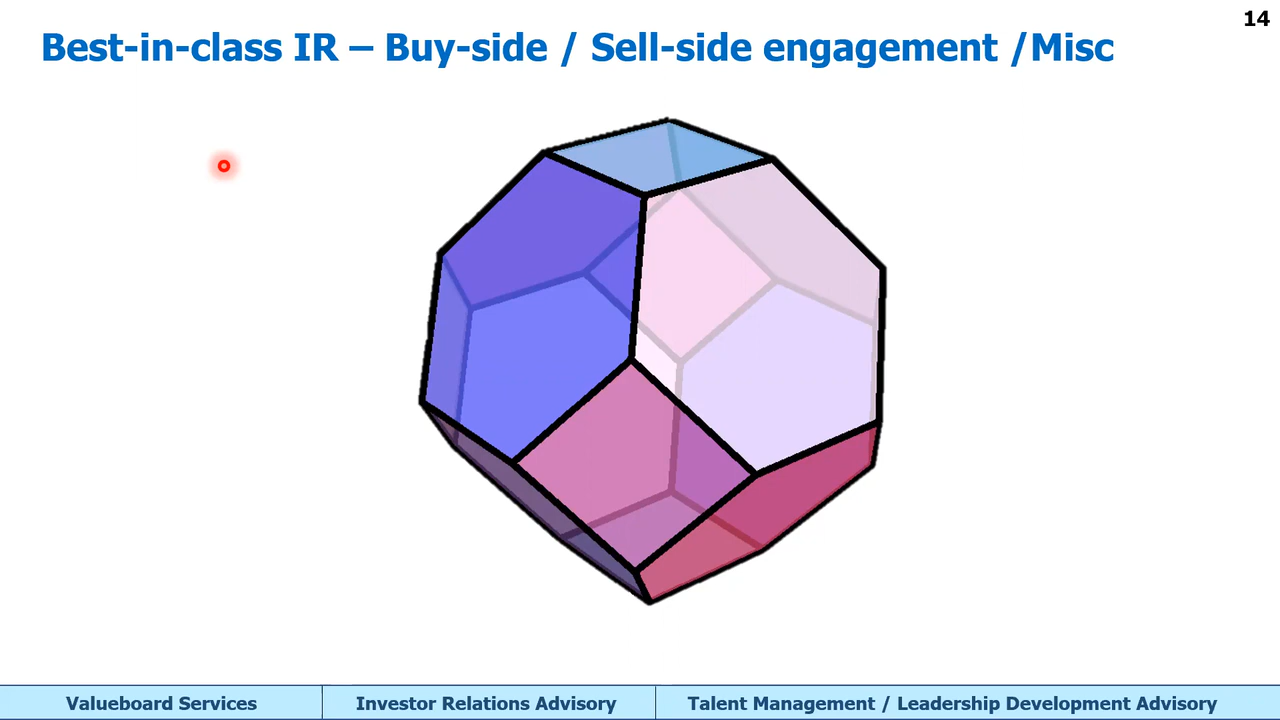 14
Best-in-class IR – Buy-side / Sell-side engagement /Misc
Valueboard Services
Investor Relations Advisory
Talent Management / Leadership Development Advisory